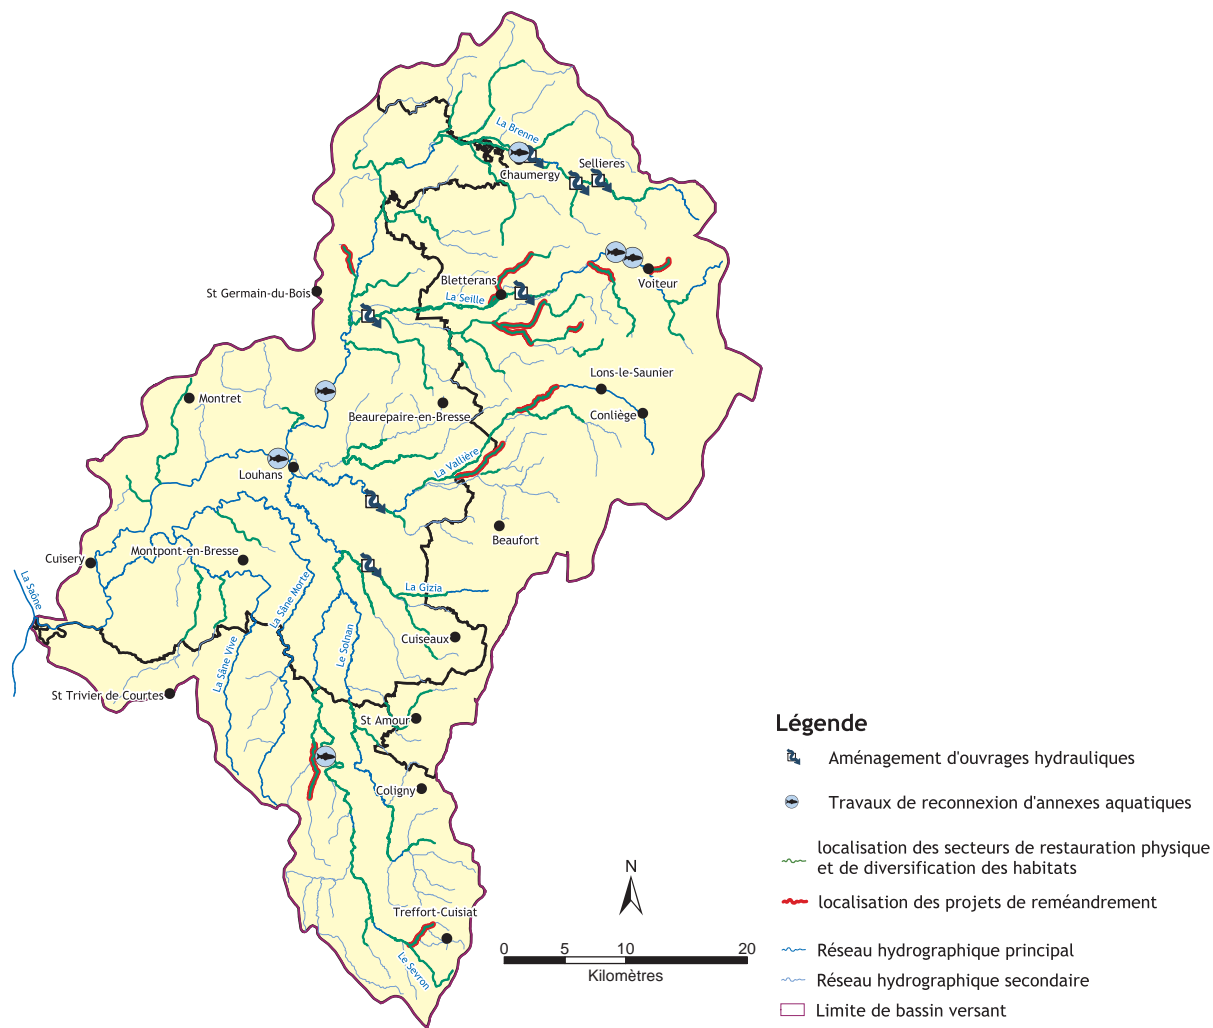 La Brenne
Sellieres
Chaumergy
Voiteur
Bletterans
St Germain-du-Bois
La Seille
Lons-le-Saunier
Montret
Beaurepaire-en-Bresse
Conliège
La Vallière
Louhans
Beaufort
Montpont-en-Bresse
Cuisery
La Saône
La Sâne Morte
La Gizia
Le Solnan
Cuiseaux
La Sâne Vive
St Trivier de Courtes
St Amour
Coligny
Treffort-Cuisiat
Le Sevron
N
0 5 10 20
Kilomètres
Légende
Aménagement d'ouvrages hydrauliques
Travaux de reconnexion d'annexes aquatiques
localisation des secteurs de restauration physique
et de diversification des habitats
localisation des projets de reméandrement
Réseau hydrographique principal
Réseau hydrographique secondaire
Limite de bassin versant